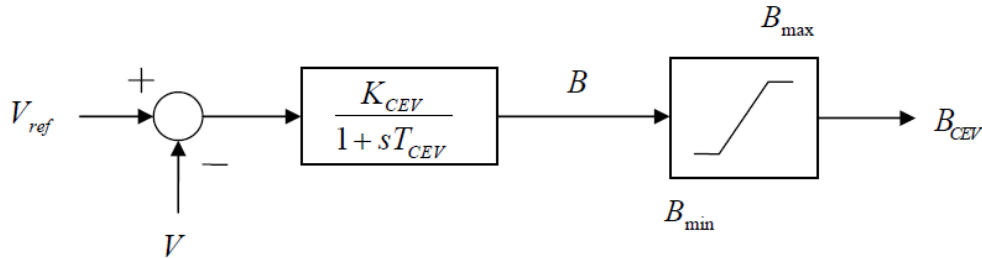 B_max
+
K_CEV
B
V_ref
B_CEV
1 + sT_CEV
−
B_min
V